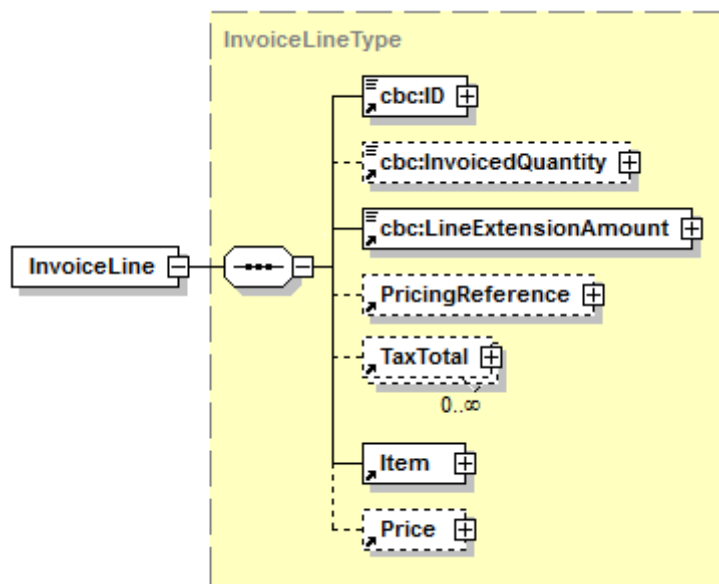 InvoiceLineType
cbc:ID
cbc:InvoicedQuantity
cbc:LineExtensionAmount
InvoiceLine
PricingReference
TaxTotal
0..∞
Item
Price